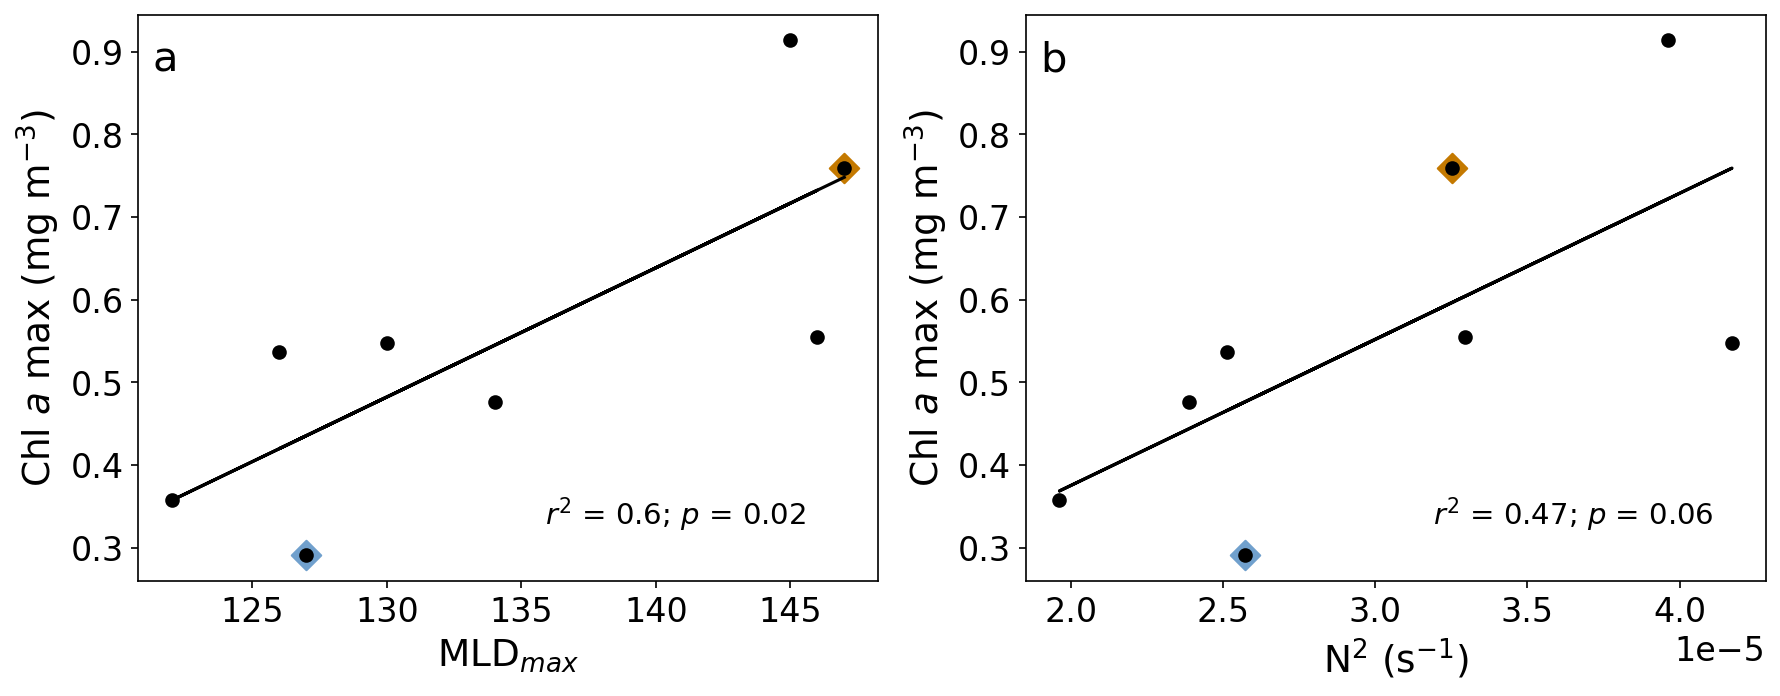 a
0.9
0.8
0.7
0.6
0.5
0.4
0.3
Chl a max (mg m⁻³)
r² = 0.6; p = 0.02
125 130 135 140 145
MLDₘₐₓ
b
0.9
0.8
0.7
0.6
0.5
0.4
0.3
Chl a max (mg m⁻³)
r² = 0.47; p = 0.06
2.0 2.5 3.0 3.5 4.0
1e−5
N² (s⁻¹)